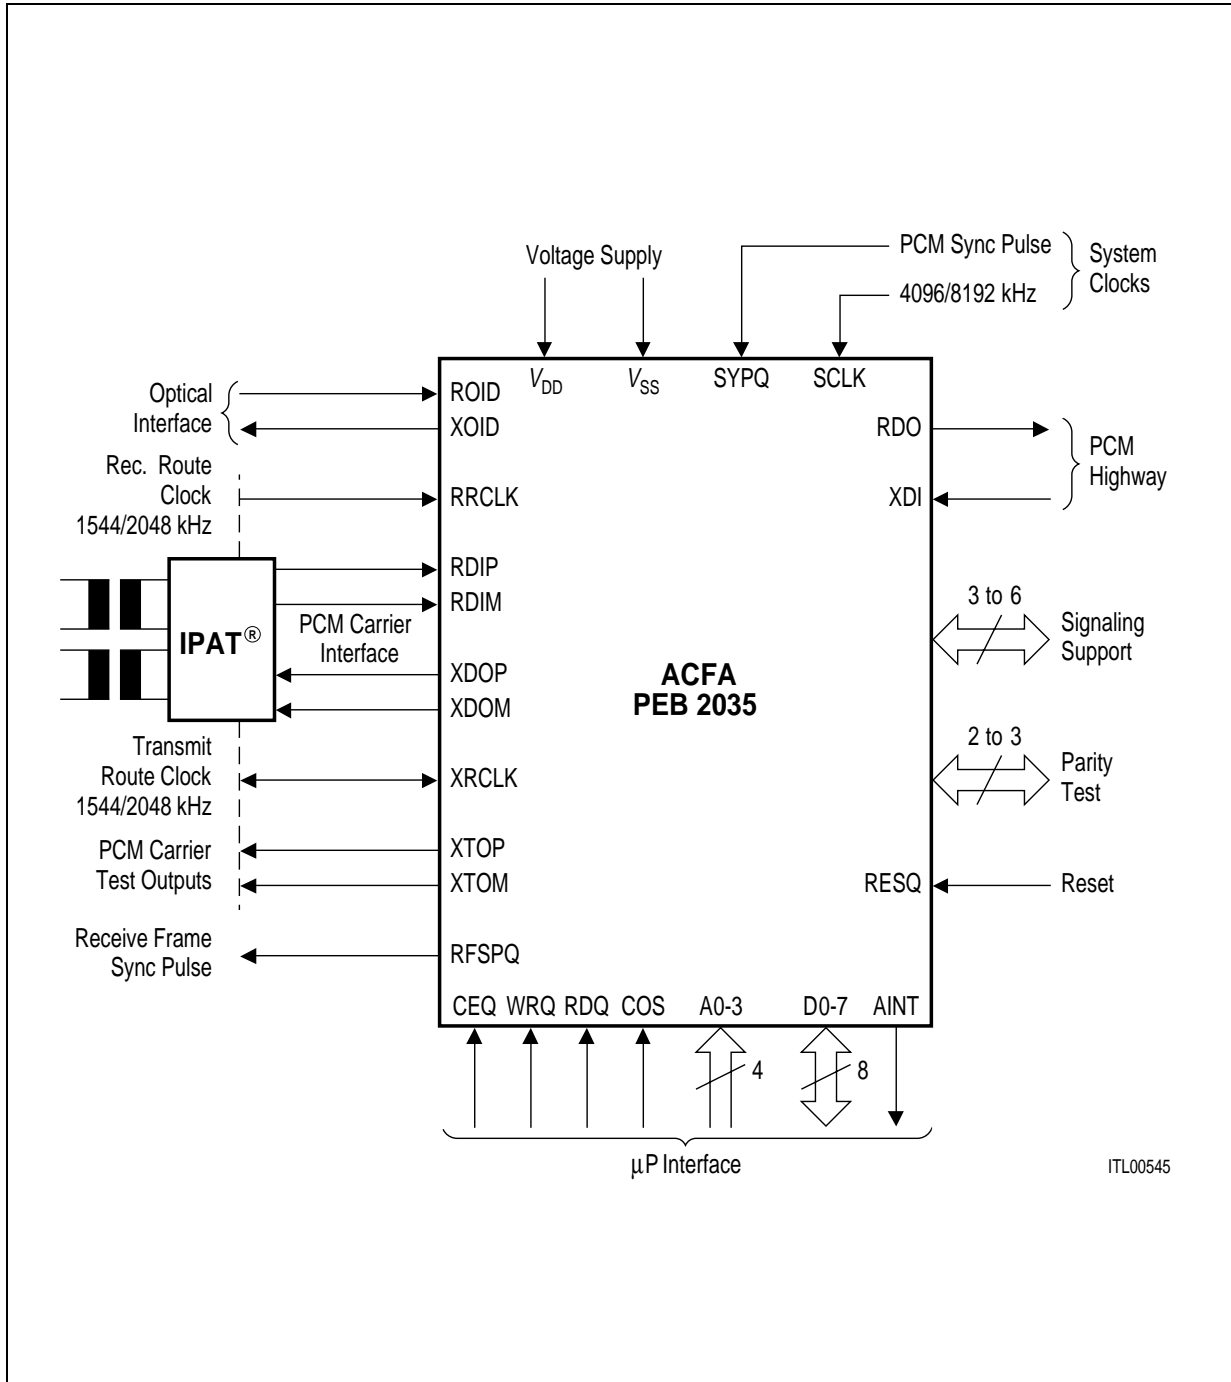 Voltage Supply
PCM Sync Pulse
4096/8192 kHz
System
Clocks
VDD
VSS
SYPQ
SCLK
Optical
Interface
ROID
XOID
RDO
XDI
PCM
Highway
Rec. Route
Clock
1544/2048 kHz
RRCLK
IPAT®
RDIP
RDIM
PCM Carrier
Interface
XDOP
XDOM
ACFA
PEB 2035
3 to 6
Signaling
Support
2 to 3
Parity
Test
Transmit
Route Clock
1544/2048 kHz
XRCLK
PCM Carrier
Test Outputs
XTOP
XTOM
RESQ
Reset
Receive Frame
Sync Pulse
RFSPQ
CEQ WRQ RDQ COS A0-3 D0-7 AINT
4
8
µP Interface
ITL00545